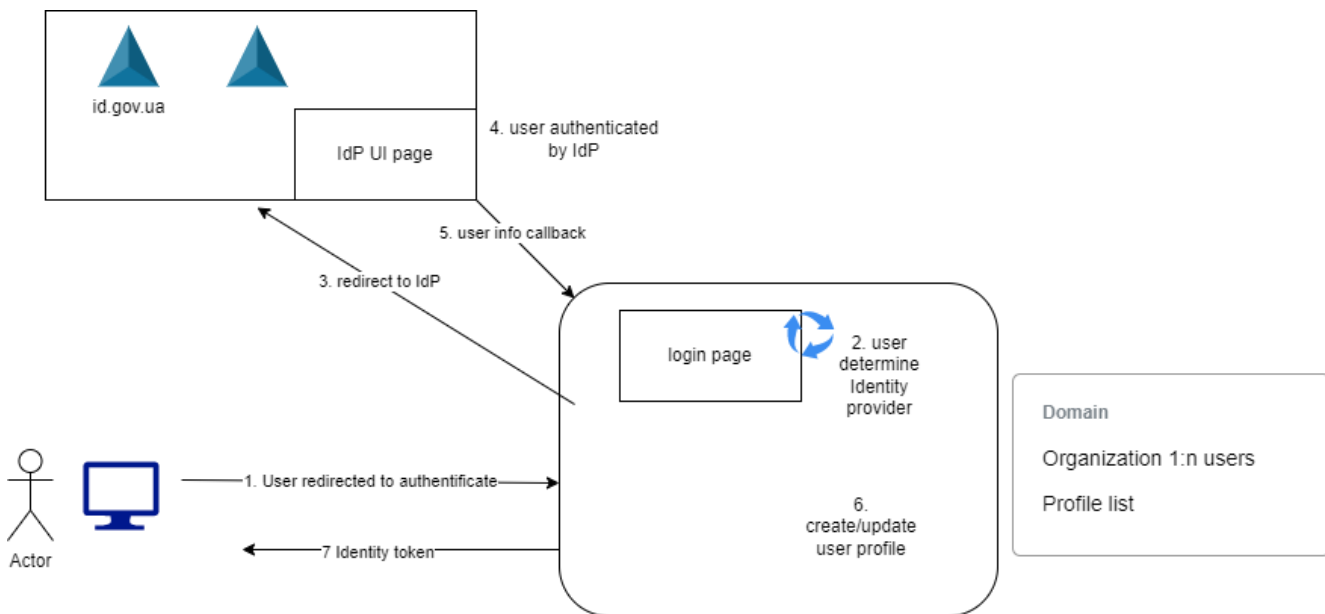 id.gov.ua
IdP UI page
4. user authenticated
by IdP
5. user info callback
3. redirect to IdP
login page
2. user
determine
Identity
provider
Domain
Organization 1:n users
Profile list
1. User redirected to authentificate
6.
create/update
user profile
7 Identity token
Actor